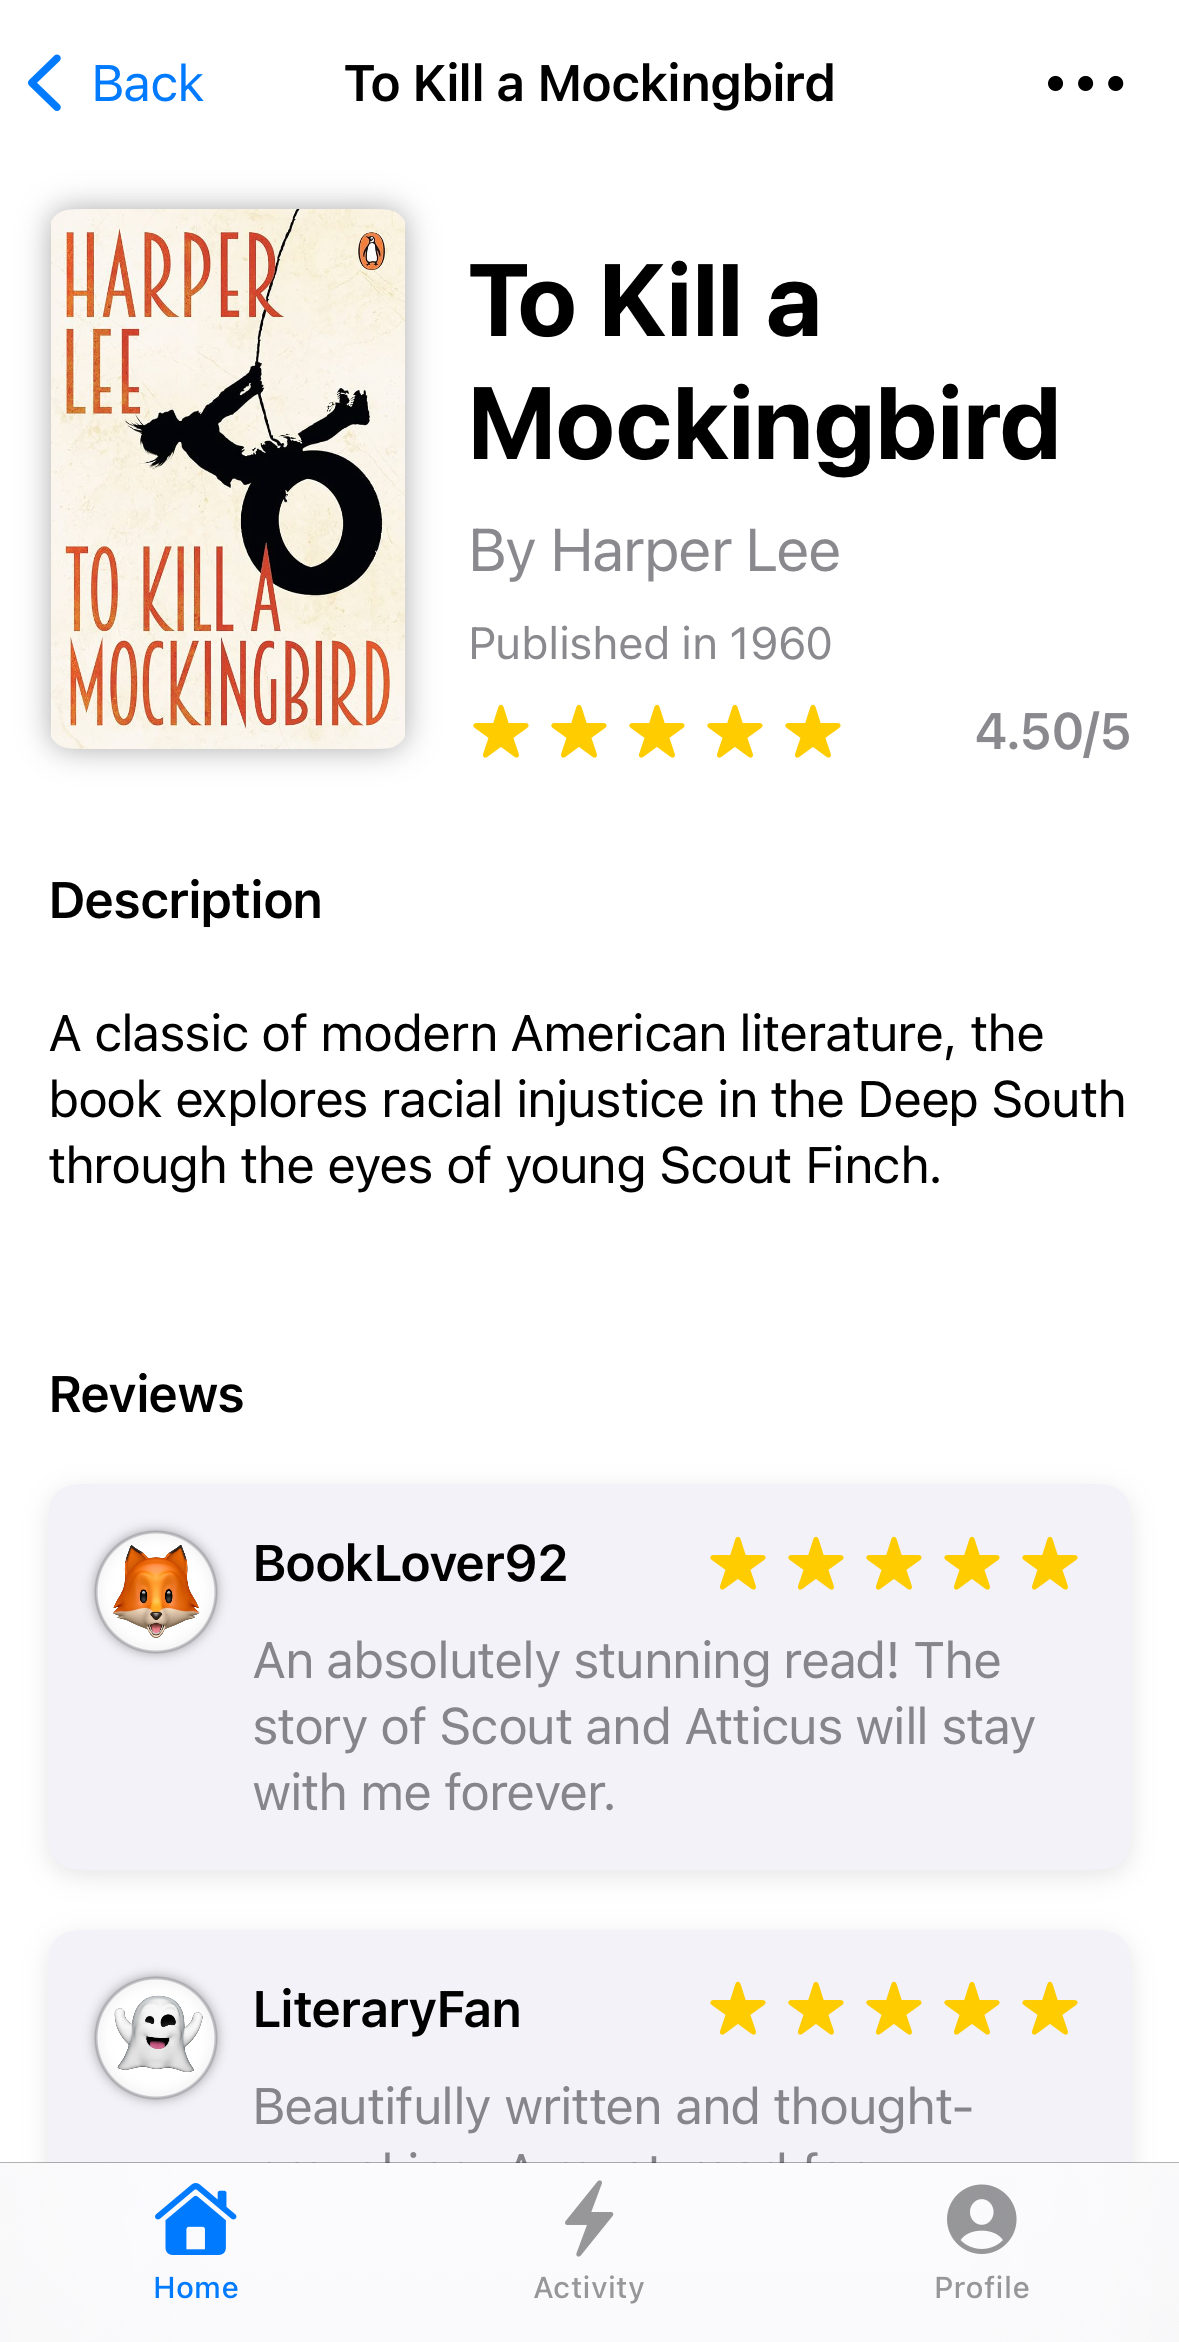 Back
To Kill a Mockingbird
HARPER
LEE
TO KILL A
MOCKINGBIRD
To Kill a
Mockingbird
By Harper Lee
Published in 1960
4.50/5
Description
A classic of modern American literature, the
book explores racial injustice in the Deep South
through the eyes of young Scout Finch.
Reviews
BookLover92
An absolutely stunning read! The
story of Scout and Atticus will stay
with me forever.
LiteraryFan
Beautifully written and thought-
Home
Activity
Profile